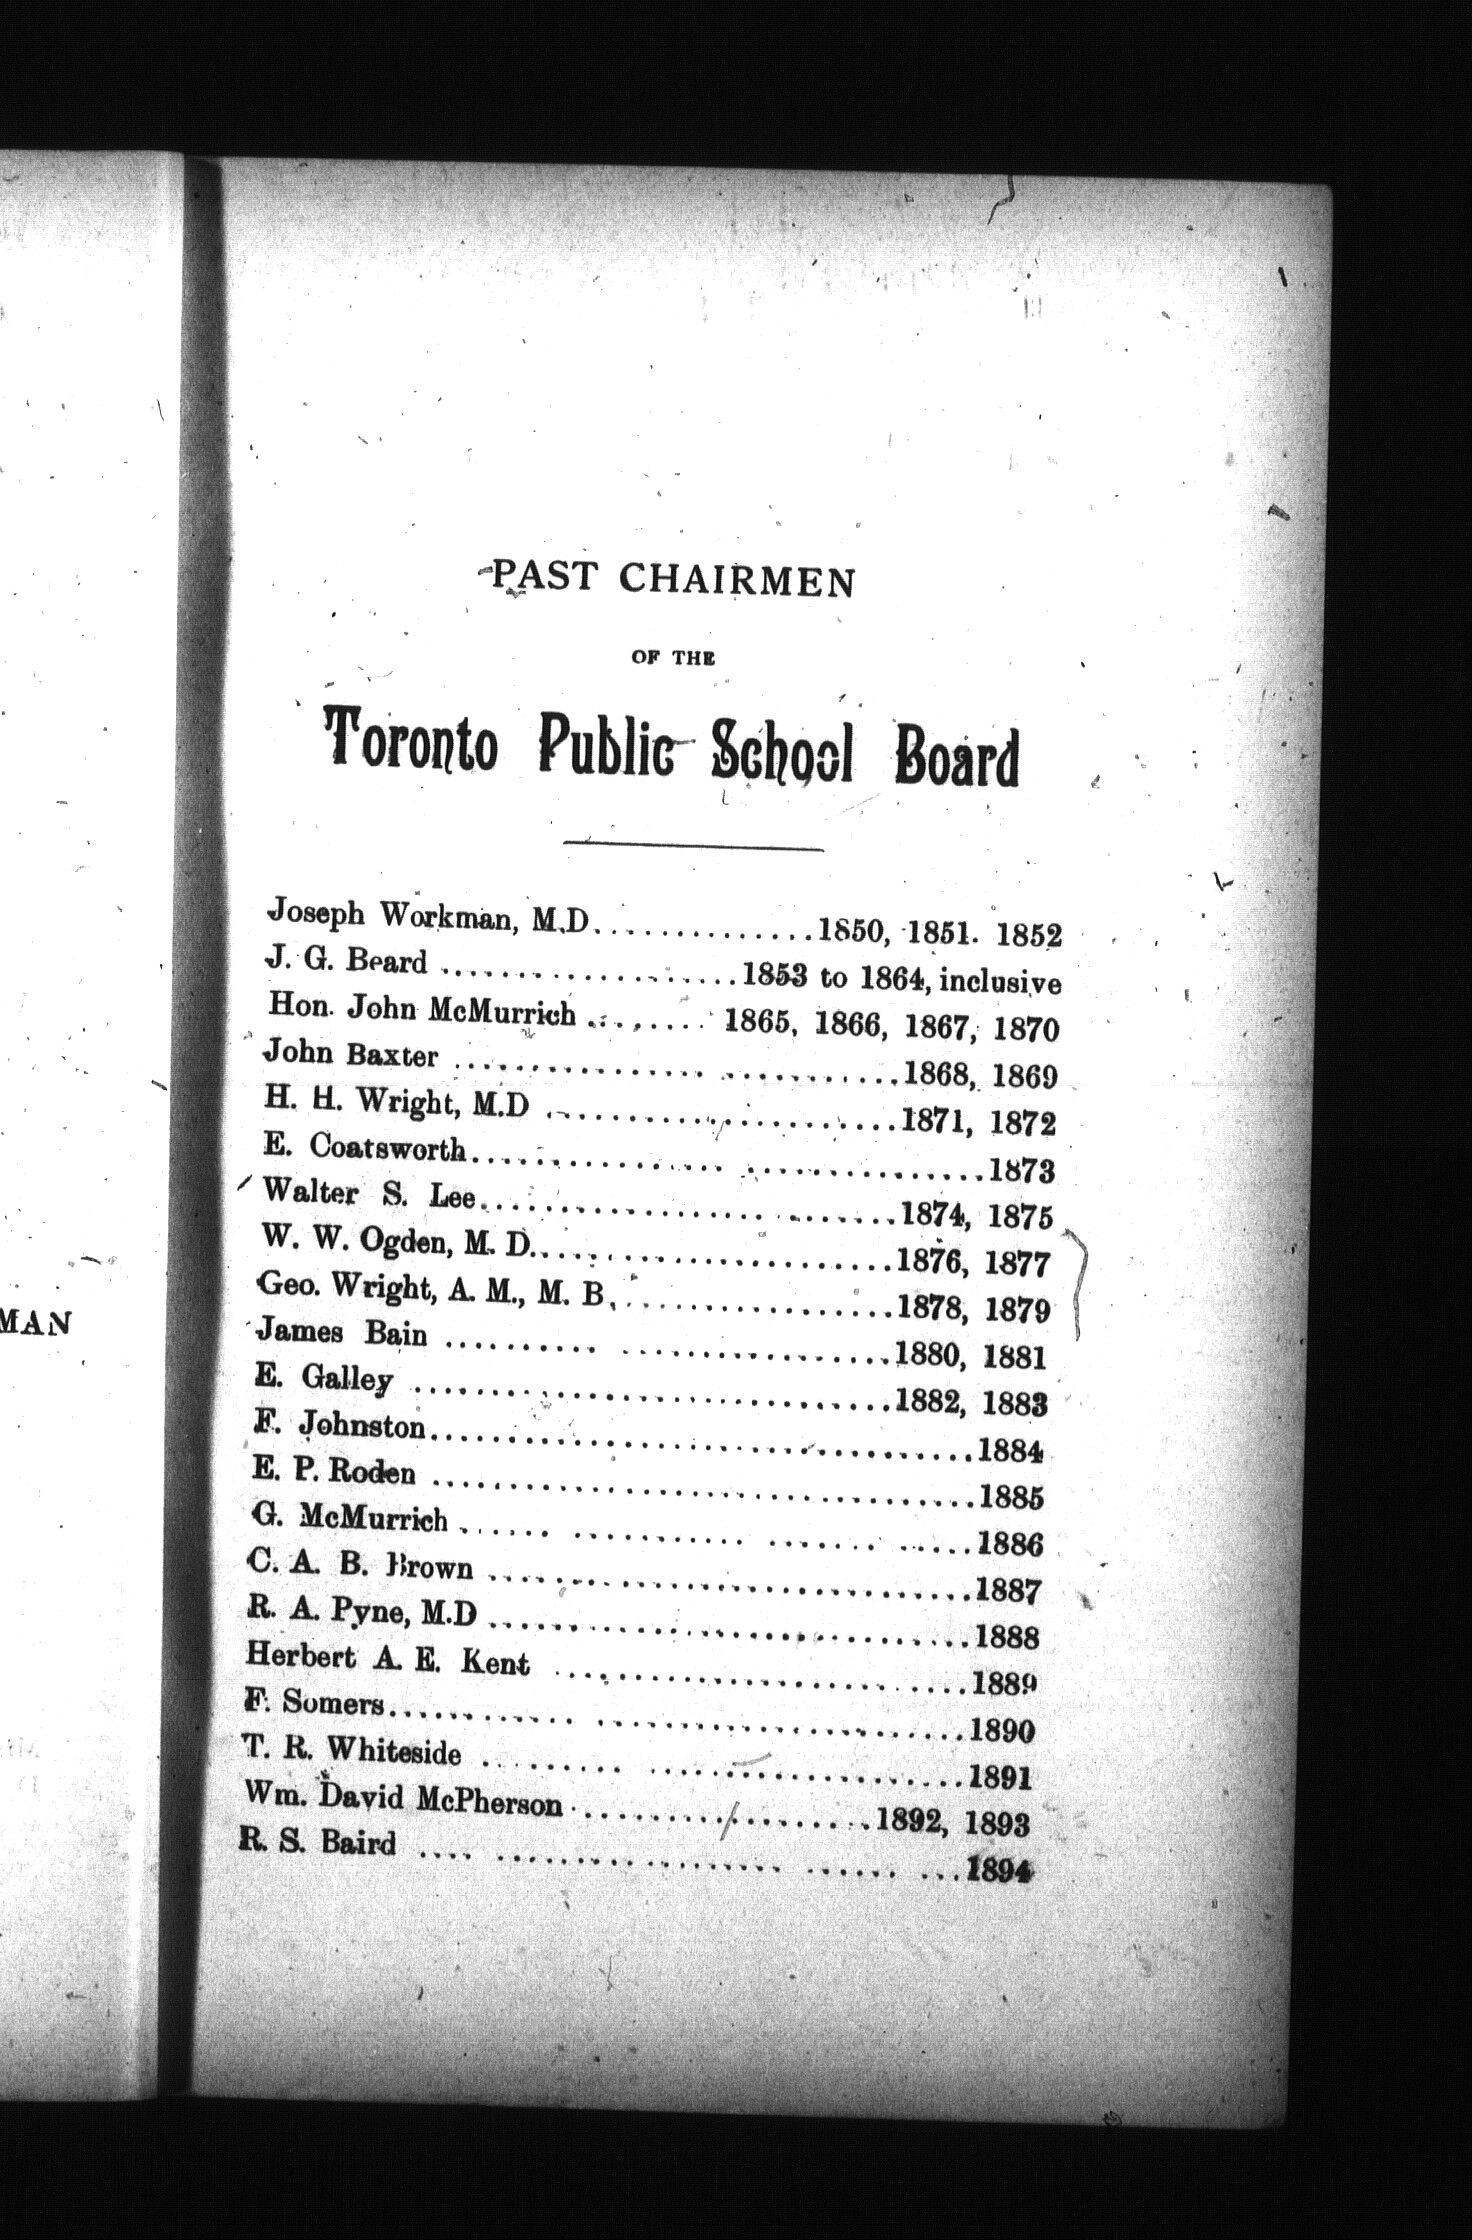 PAST CHAIRMEN
OF THE
Toronto Public School Board
Joseph Workman, M.D..............1850, 1851. 1852
J. G. Beard ....................1853 to 1864, inclusive
Hon. John McMurrich ........ 1865, 1866, 1867, 1870
John Baxter ............................1868, 1869
H. H. Wright, M.D .......................1871, 1872
E. Coatsworth..................................1873
Walter S. Lee...........................1874, 1875
W. W. Ogden, M. D........................1876, 1877
Geo. Wright, A. M., M. B...................1878, 1879
James Bain .............................1880, 1881
E. Galley ...............................1882, 1883
F. Johnston...................................1884
E. P. Roden ..................................1885
G. McMurrich ...... ............ ....... .....1886
C. A. B. Brown ...............................1887
R. A. Pyne, M.D ..............................1888
Herbert A. E. Kent ...........................1889
F. Somers....................................1890
T. R. Whiteside ..............................1891
Wm. David McPherson ...................1892, 1893
R. S. Baird .... .................. ...... ...1894
MAN